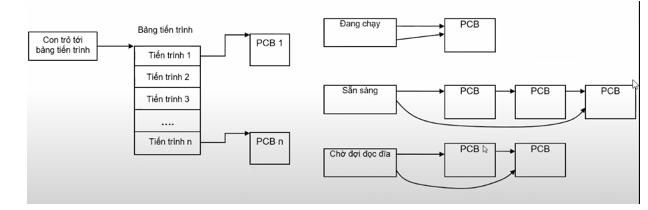 Con trỏ tới
bảng tiến trình
Bảng tiến trình
Tiến trình 1
Tiến trình 2
Tiến trình 3
....
Tiến trình n
PCB 1
PCB n
Đang chạy
PCB
Sẵn sàng
PCB
PCB
PCB
Chờ đợi đọc đĩa
PCB
PCB